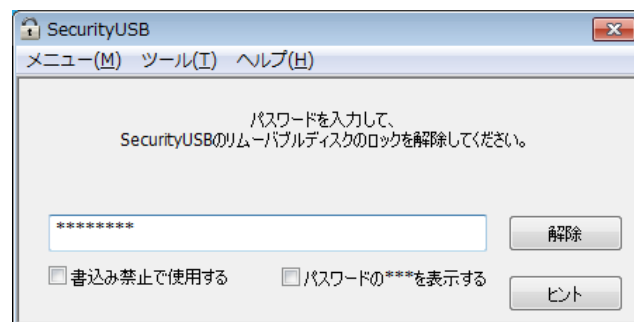 SecurityUSB
メニュー(M) ツール(T) ヘルプ(H)
パスワードを入力して、
SecurityUSBのリムーバブルディスクのロックを解除してください。
********
解除
書込み禁止で使用する
パスワードの***を表示する
ヒント